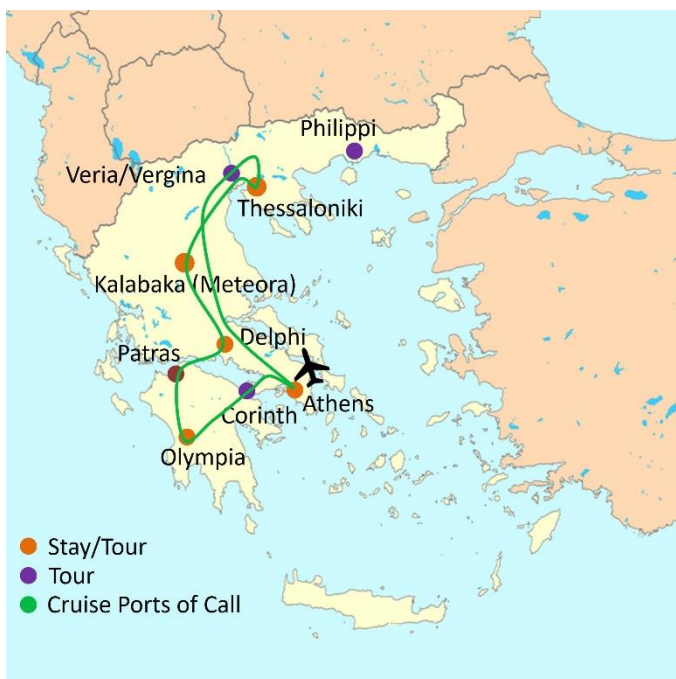 Philippi
Veria/Vergina
Thessaloniki
Kalabaka (Meteora)
Delphi
Patras
Athens
Corinth
Olympia
Stay/Tour
Tour
Cruise Ports of Call